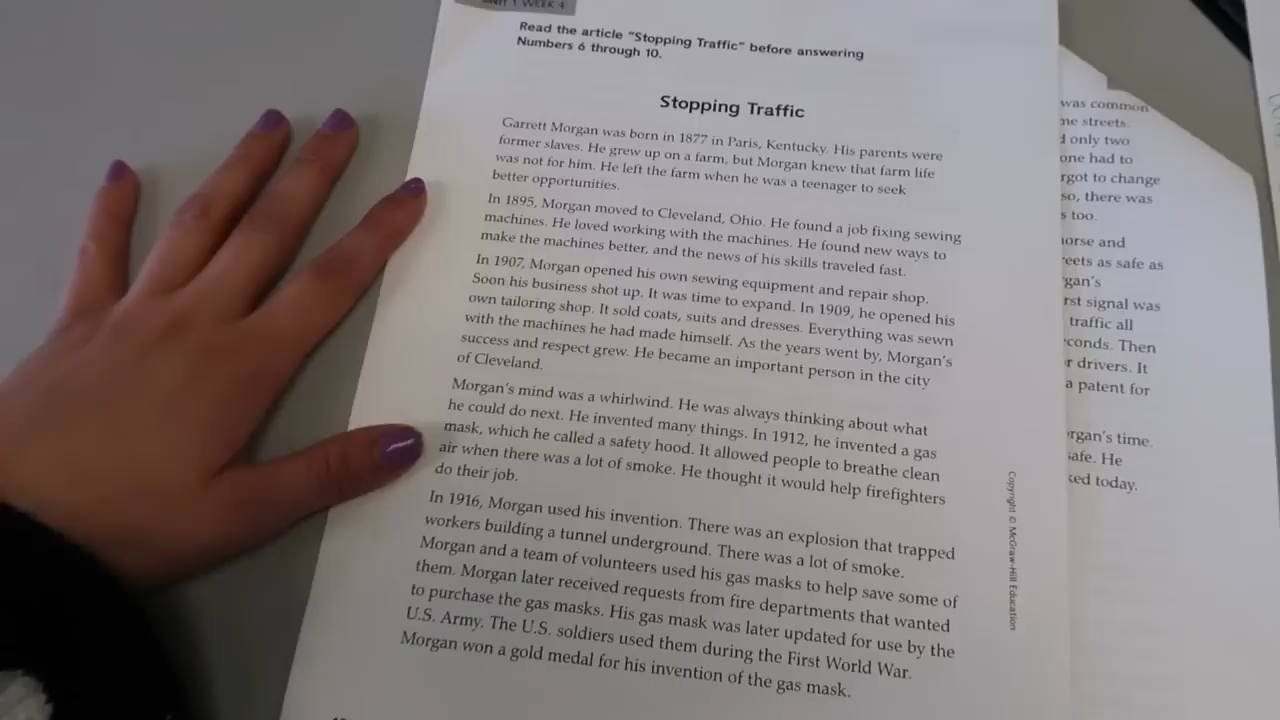 UNIT 1 WEEK 4
Read the article "Stopping Traffic" before answering
Numbers 6 through 10.
Stopping Traffic
Garrett Morgan was born in 1877 in Paris, Kentucky. His parents were
former slaves. He grew up on a farm, but Morgan knew that farm life
was not for him. He left the farm when he was a teenager to seek
better opportunities.
In 1895, Morgan moved to Cleveland, Ohio. He found a job fixing sewing
machines. He loved working with the machines. He found new ways to
make the machines better, and the news of his skills traveled fast.
In 1907, Morgan opened his own sewing equipment and repair shop.
Soon his business shot up. It was time to expand. In 1909, he opened his
own tailoring shop. It sold coats, suits and dresses. Everything was sewn
with the machines he had made himself. As the years went by, Morgan's
success and respect grew. He became an important person in the city
of Cleveland.
Morgan's mind was a whirlwind. He was always thinking about what
he could do next. He invented many things. In 1912, he invented a gas
mask, which he called a safety hood. It allowed people to breathe clean
air when there was a lot of smoke. He thought it would help firefighters
do their job.
In 1916, Morgan used his invention. There was an explosion that trapped
workers building a tunnel underground. There was a lot of smoke.
Morgan and a team of volunteers used his gas masks to help save some of
them. Morgan later received requests from fire departments that wanted
to purchase the gas masks. His gas mask was later updated for use by the
U.S. Army. The U.S. soldiers used them during the First World War.
Morgan won a gold medal for his invention of the gas mask.
Copyright © McGraw-Hill Education
was common
streets.
only two
one had to
to change
so, there was
too.
and
as safe as
signal was
traffic all
Then
drivers. It
a patent for
time.
He
today.